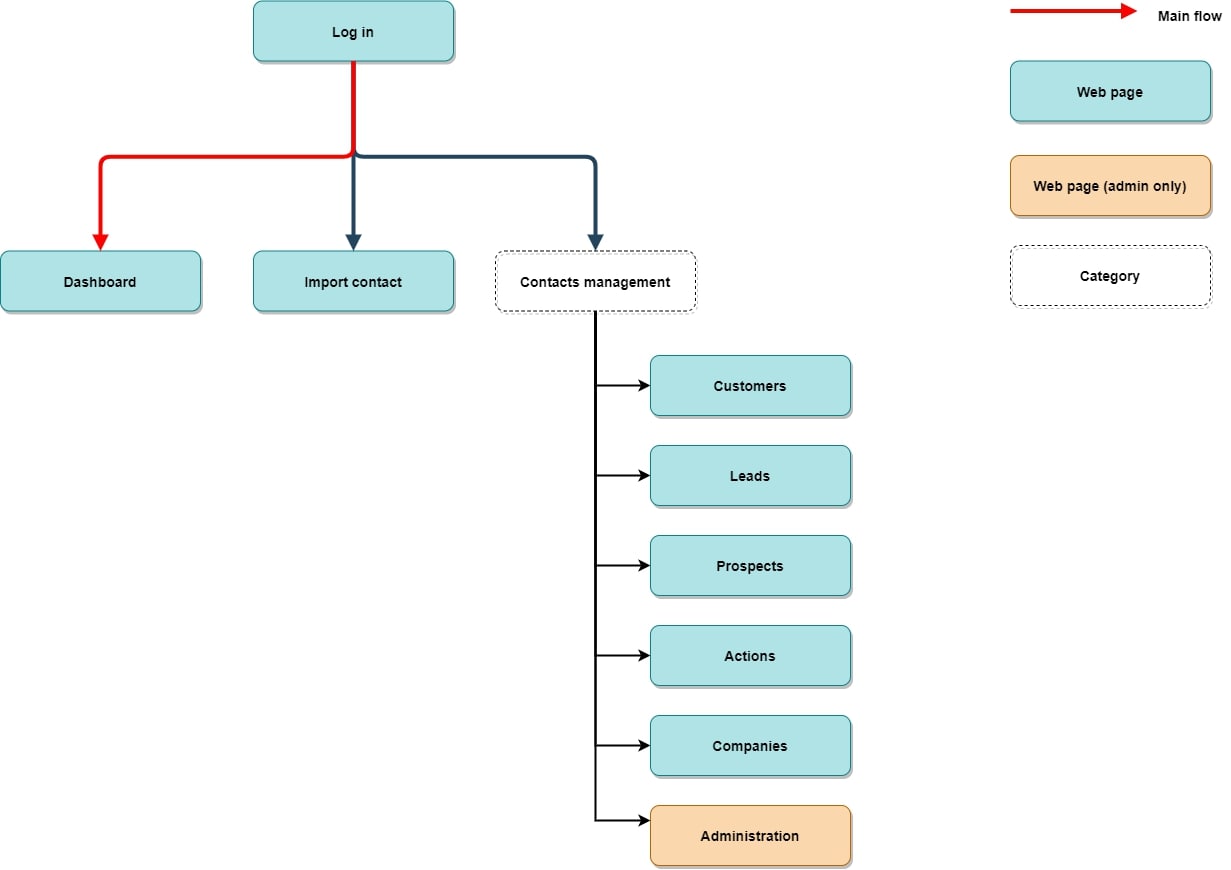 Log in
Main flow
Web page
Web page (admin only)
Dashboard
Import contact
Contacts management
Category
Customers
Leads
Prospects
Actions
Companies
Administration